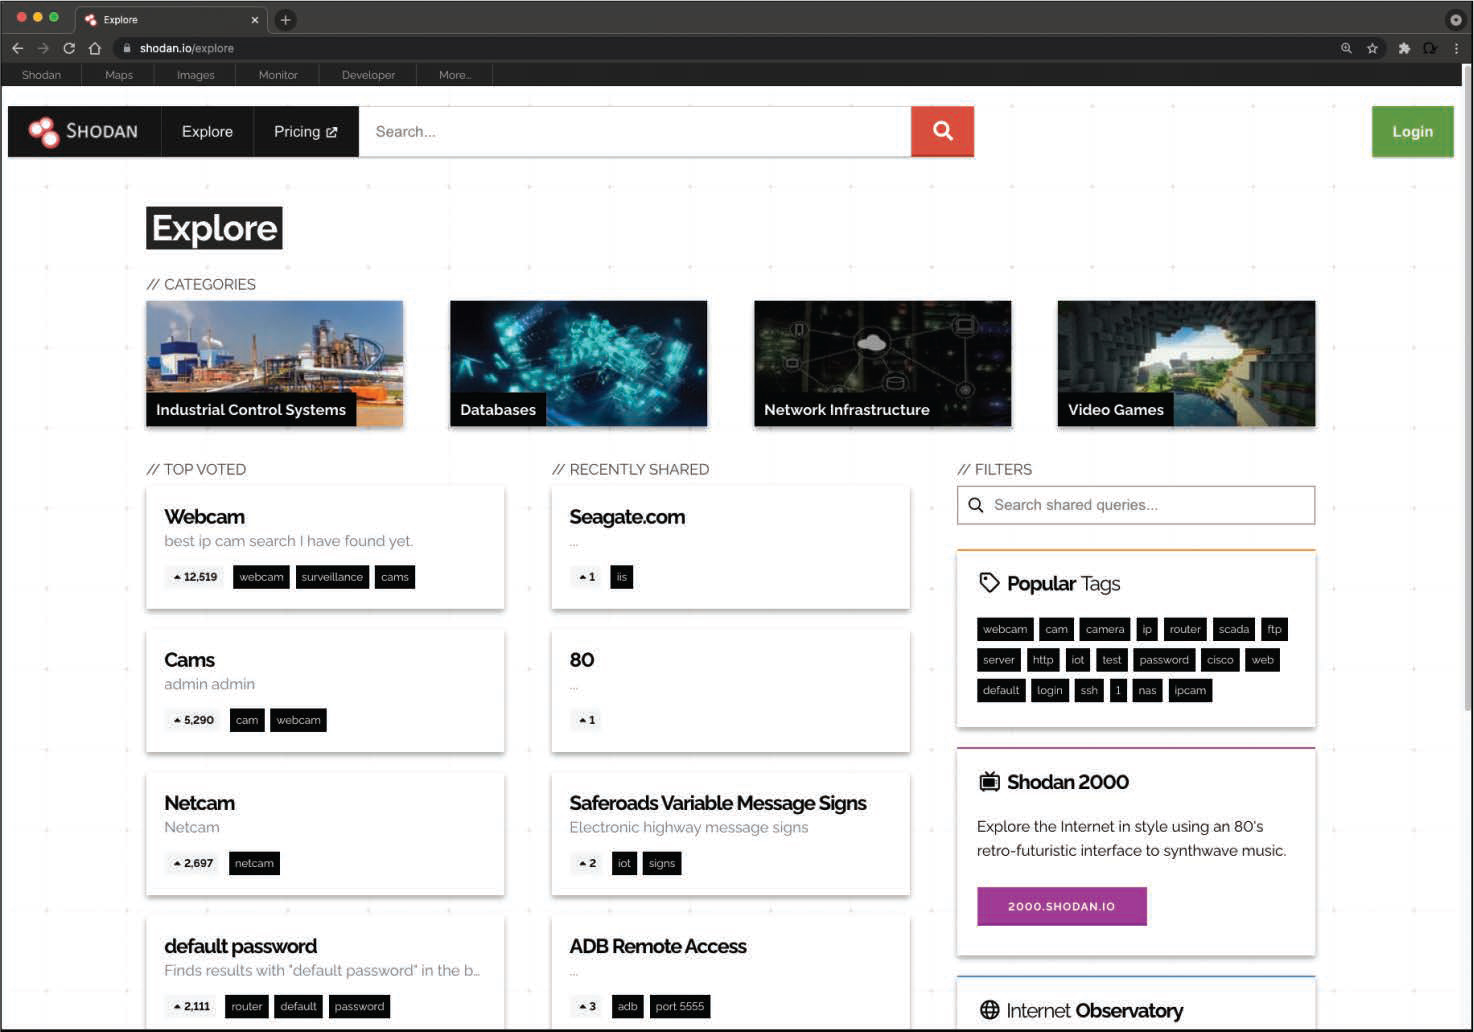 Explore
shodan.io/explore
Shodan Maps Images Monitor Developer More...
SHODAN Explore Pricing Search... Login
Explore
// CATEGORIES
Industrial Control Systems
Databases
Network Infrastructure
Video Games
// TOP VOTED
Webcam
best ip cam search I have found yet.
12,519 webcam surveillance cams
Cams
admin admin
5,290 cam webcam
Netcam
Netcam
2,697 netcam
default password
Finds results with "default password" in the b...
2,111 router default password
// RECENTLY SHARED
Seagate.com
...
1 iis
80
...
1
Saferoads Variable Message Signs
Electronic highway message signs
2 iot signs
ADB Remote Access
...
3 adb port 5555
// FILTERS
Search shared queries...
Popular Tags
webcam cam camera ip router scada ftp
server http iot test password cisco web
default login ssh 1 nas ipcam
Shodan 2000
Explore the Internet in style using an 80's
retro-futuristic interface to synthwave music.
2000.SHODAN.IO
Internet Observatory